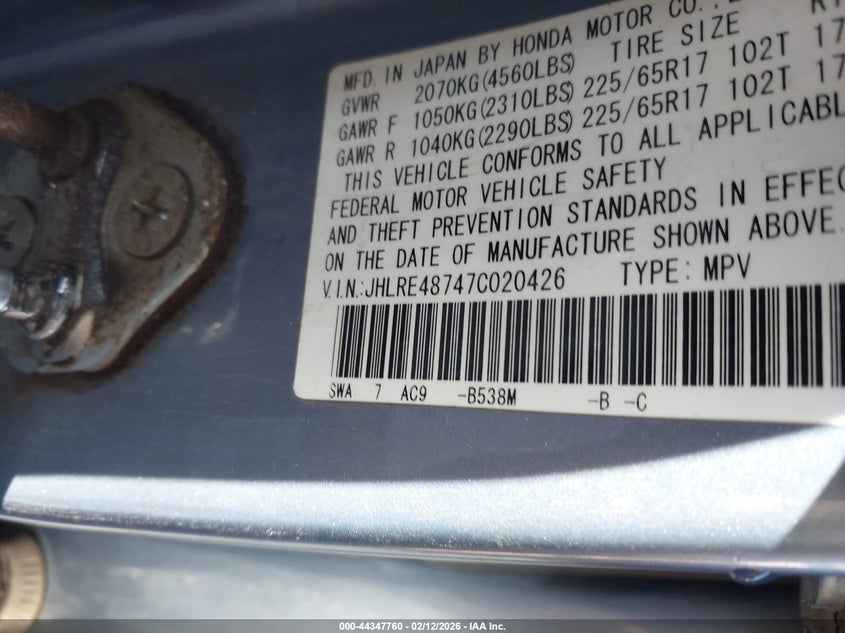 MFD. IN JAPAN BY HONDA MOTOR CO.,
GVWR 2070KG(4560LBS) TIRE SIZE
GAWR F 1050KG(2310LBS) 225/65R17 102T 17
GAWR R 1040KG(2290LBS) 225/65R17 102T 17
THIS VEHICLE CONFORMS TO ALL APPLICABL
FEDERAL MOTOR VEHICLE SAFETY
AND THEFT PREVENTION STANDARDS IN EFFEC
ON THE DATE OF MANUFACTURE SHOWN ABOVE.
V.I.N.:JHLRE48747C020426 TYPE: MPV
SWA 7 AC9 -B538M -B -C
000-44347760 - 02/12/2026 - IAA Inc.